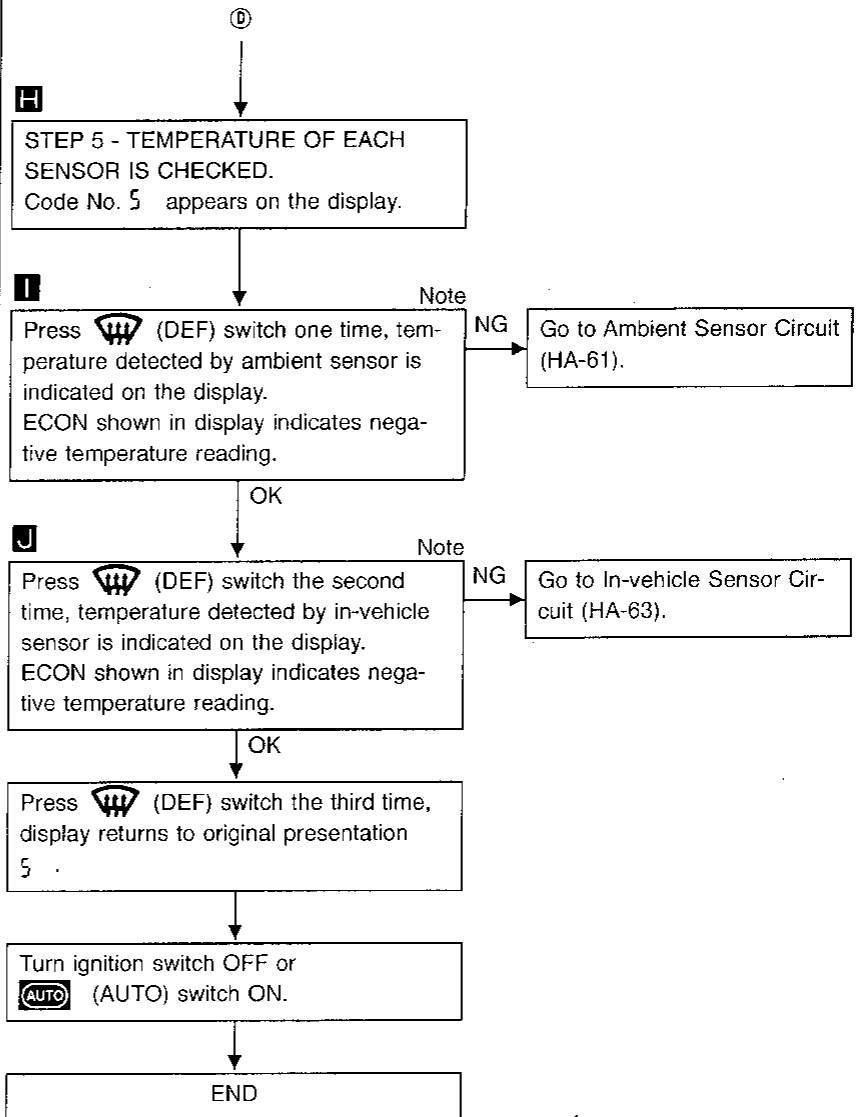 D
H
STEP 5 - TEMPERATURE OF EACH
SENSOR IS CHECKED.
Code No. 5 appears on the display.
I
Note
Press (DEF) switch one time, tem-
perature detected by ambient sensor is
indicated on the display.
ECON shown in display indicates nega-
tive temperature reading.
NG
Go to Ambient Sensor Circuit
(HA-61).
OK
J
Note
Press (DEF) switch the second
time, temperature detected by in-vehicle
sensor is indicated on the display.
ECON shown in display indicates nega-
tive temperature reading.
NG
Go to In-vehicle Sensor Cir-
cuit (HA-63).
OK
Press (DEF) switch the third time,
display returns to original presentation
5 .
Turn ignition switch OFF or
AUTO (AUTO) switch ON.
END